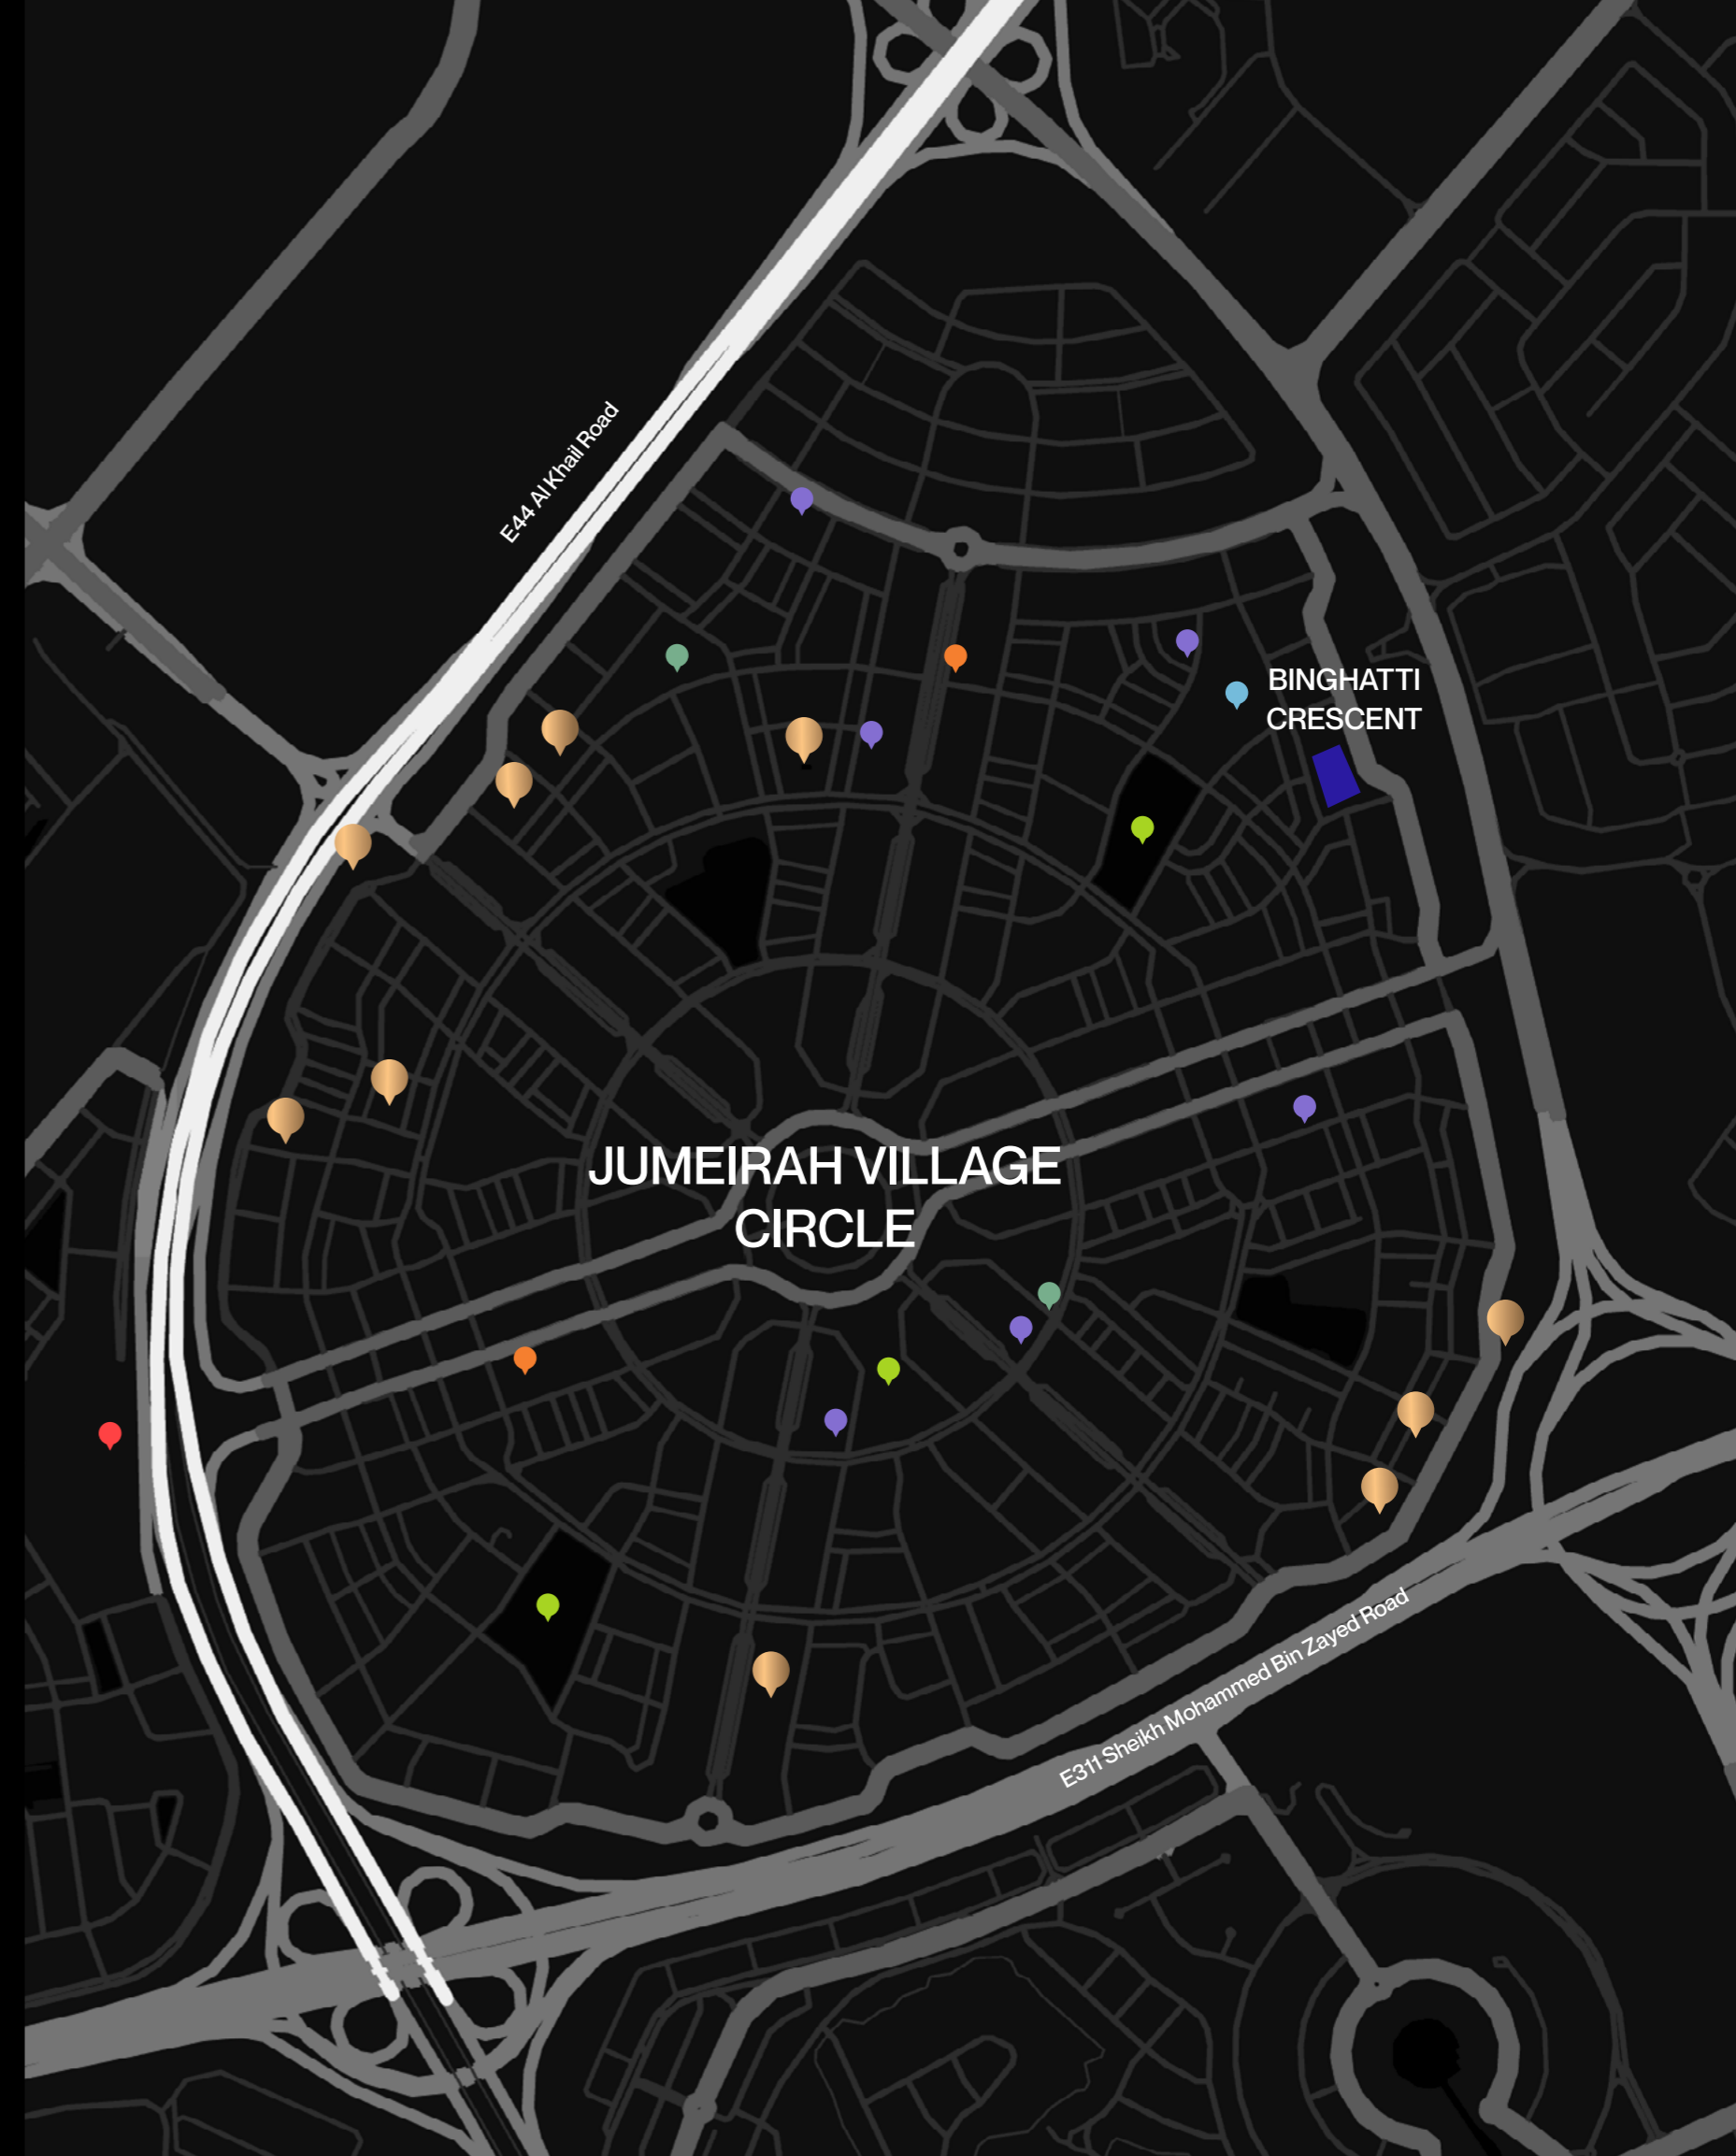 E44 Al Khail Road
BINGHATTI
CRESCENT
JUMEIRAH VILLAGE
CIRCLE
E311 Sheikh Mohammed Bin Zayed Road